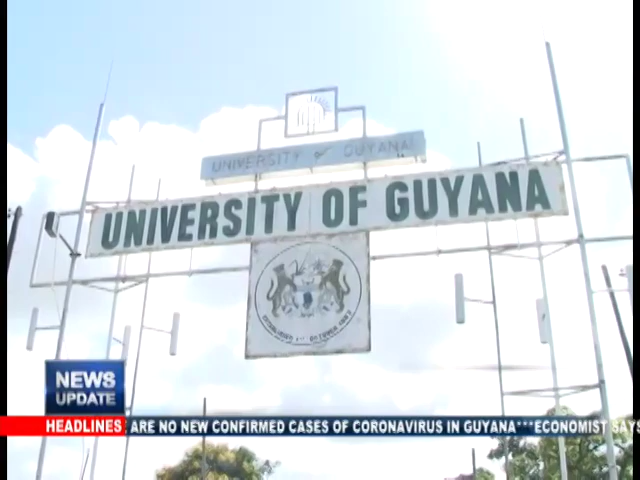 UNIVERSITY of GUYANA
UNIVERSITY OF GUYANA
NEWS
UPDATE
HEADLINES
ARE NO NEW CONFIRMED CASES OF CORONAVIRUS IN GUYANA***ECONOMIST SAYS